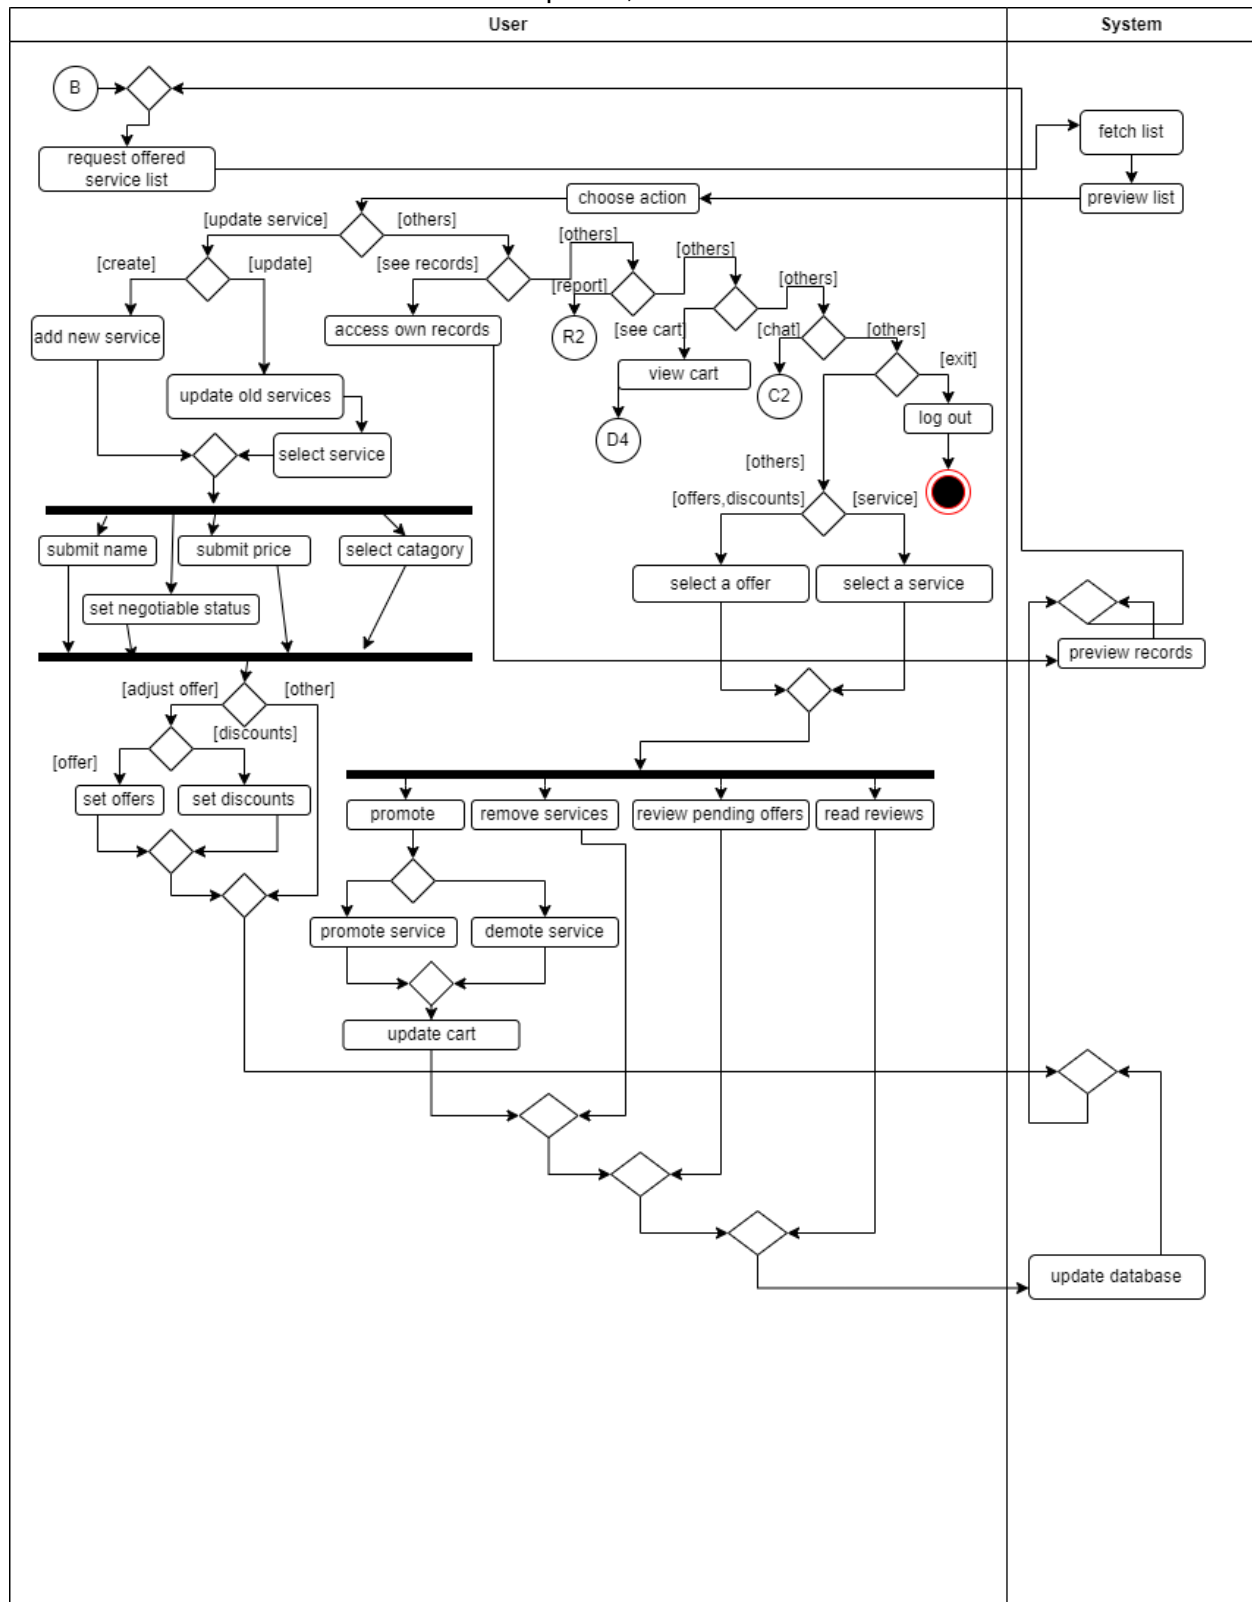 User
System
B
request offered
service list
fetch list
preview list
choose action
[update service]
[others]
[others]
[others]
[create]
[update]
[see records]
[report]
[others]
add new service
access own records
R2
[see cart]
[chat]
[others]
[exit]
view cart
C2
update old services
log out
D4
select service
[others]
[offers,discounts]
[service]
submit name
submit price
select catagory
select a offer
select a service
set negotiable status
preview records
[adjust offer]
[other]
[discounts]
[offer]
set offers
set discounts
promote
remove services
review pending offers
read reviews
promote service
demote service
update cart
update database